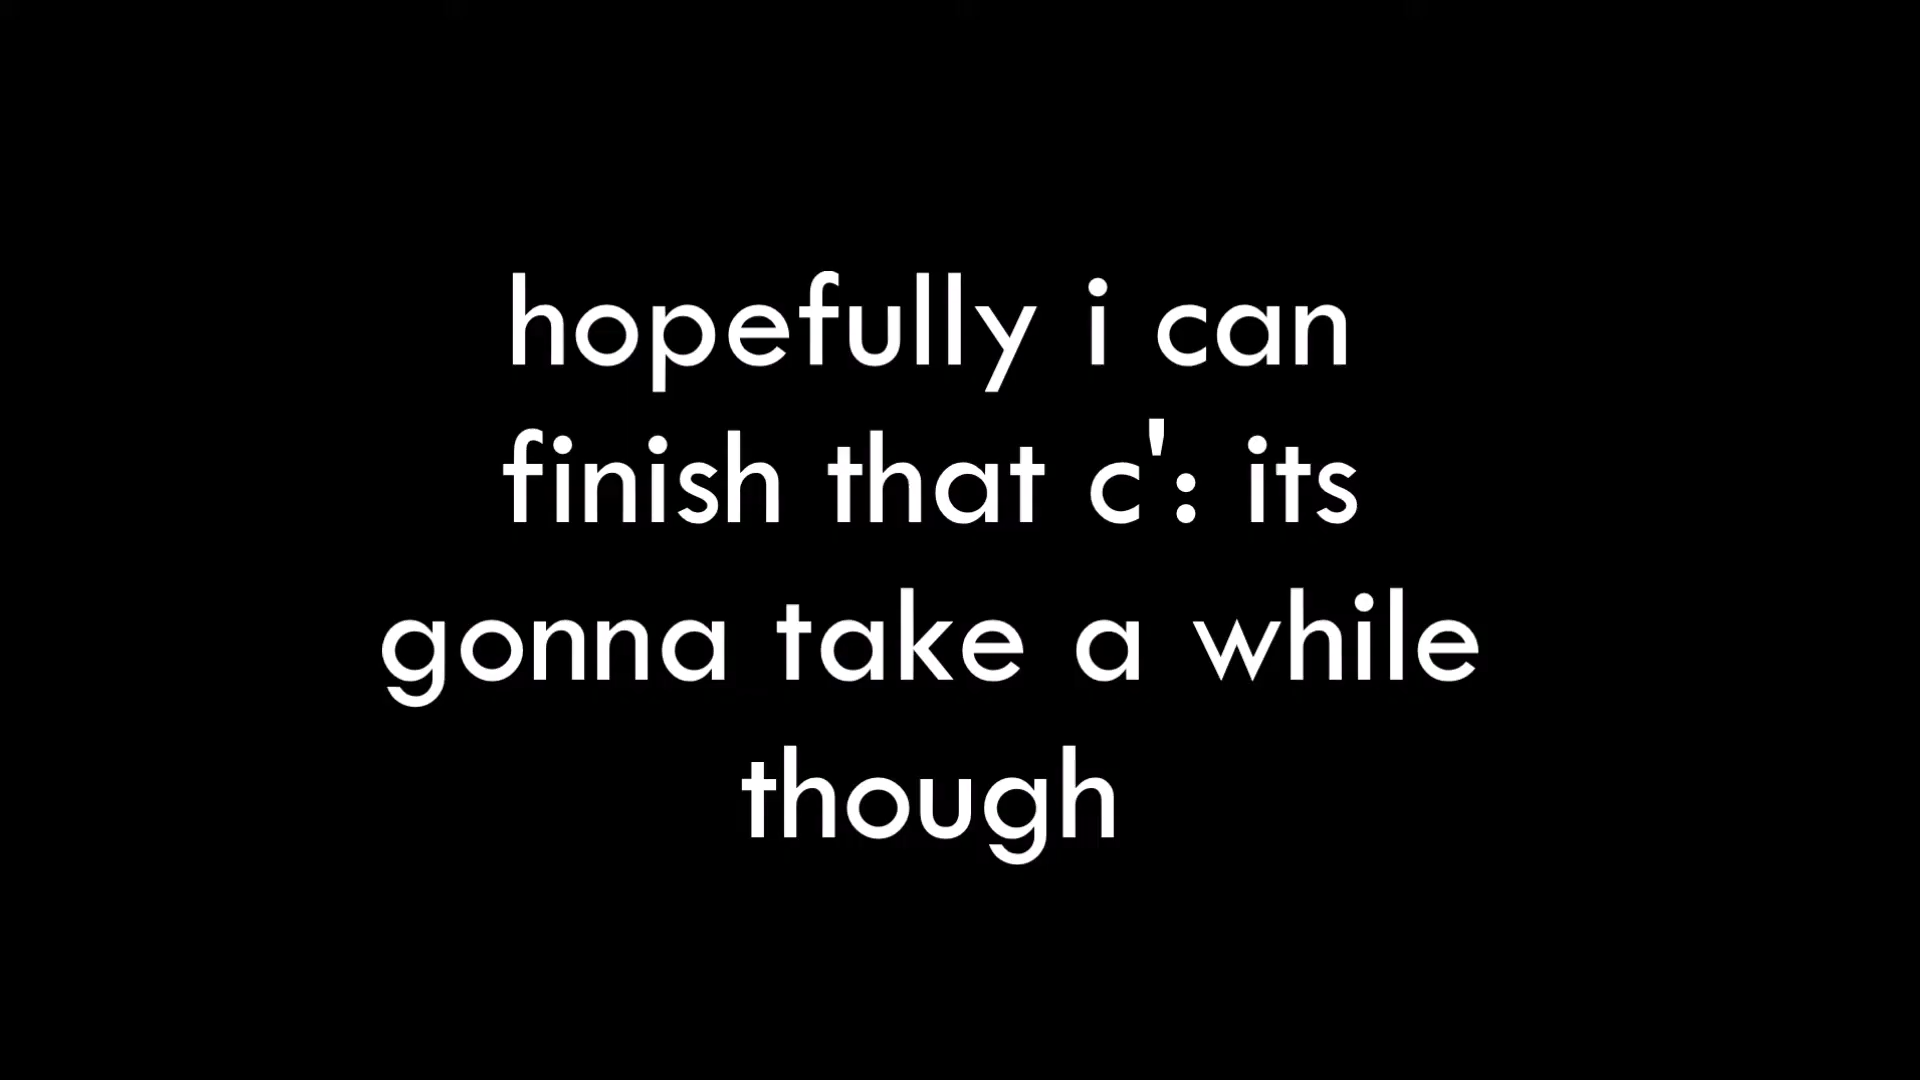 hopefully i can
finish that c': its
gonna take a while
though